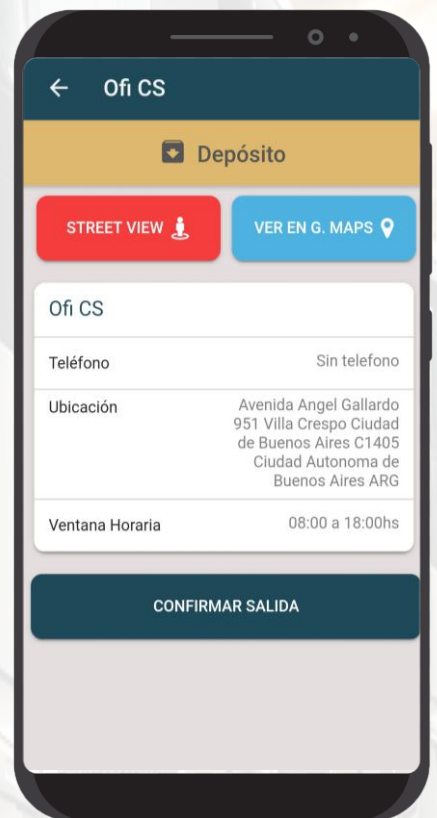 Ofi CS
Depósito
STREET VIEW
VER EN G. MAPS
Ofi CS
Teléfono
Sin telefono
Ubicación
Avenida Angel Gallardo
951 Villa Crespo Ciudad
de Buenos Aires C1405
Ciudad Autonoma de
Buenos Aires ARG
Ventana Horaria
08:00 a 18:00hs
CONFIRMAR SALIDA